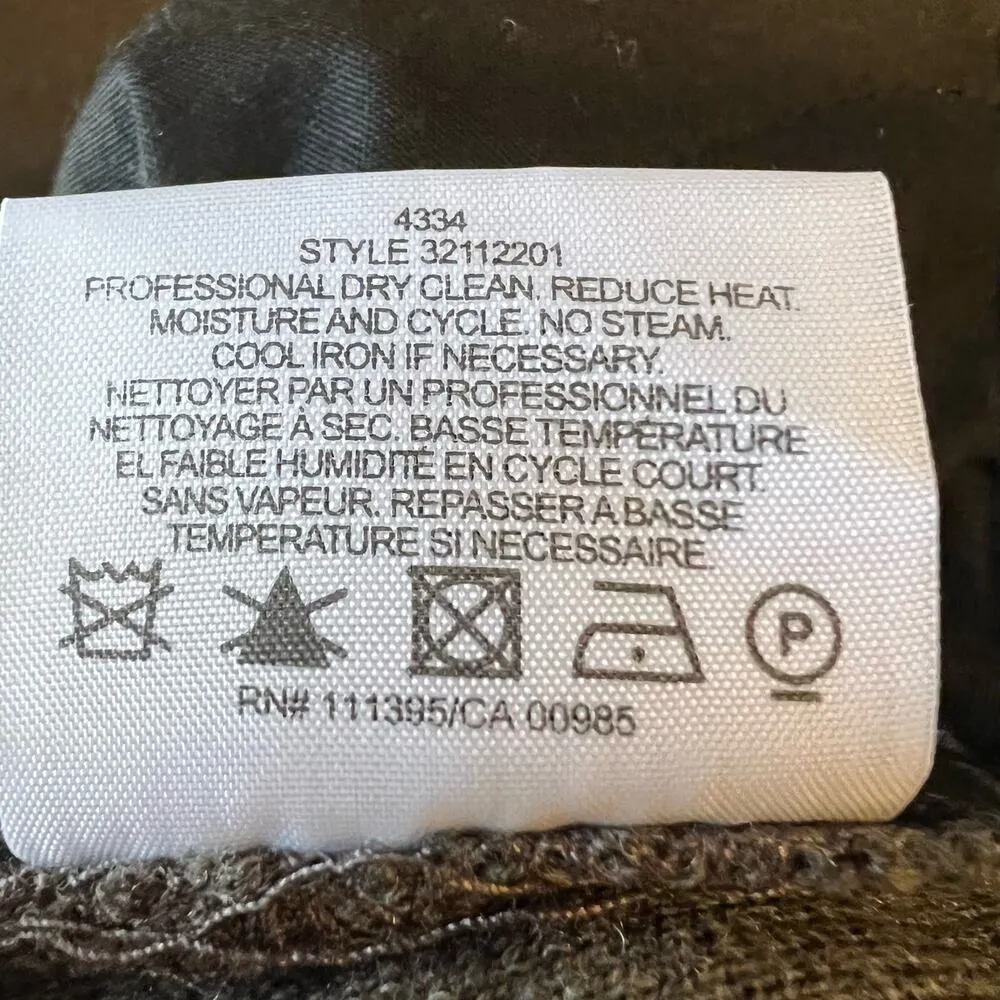 4334
STYLE 32112201
PROFESSIONAL DRY CLEAN. REDUCE HEAT.
MOISTURE AND CYCLE. NO STEAM.
COOL IRON IF NECESSARY.
NETTOYER PAR UN PROFESSIONNEL DU
NETTOYAGE À SEC. BASSE TEMPÉRATURE
EL FAIBLE HUMIDITÉ EN CYCLE COURT.
SANS VAPEUR. REPASSER A BASSE
TEMPERATURE SI NECESSAIRE.
P
RN# 111395/CA 00985